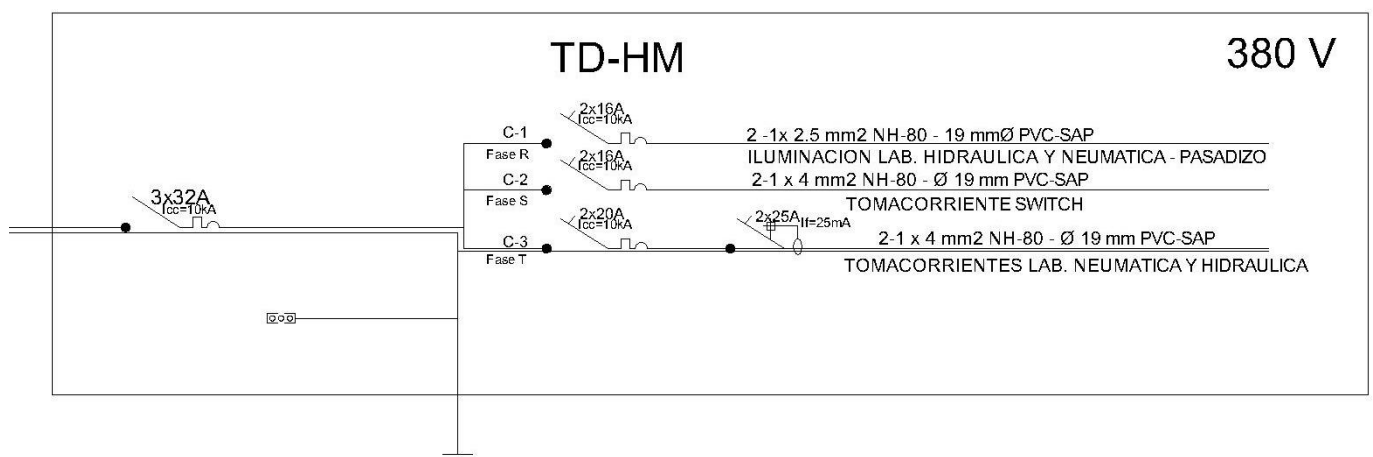 TD-HM
380 V
3x32A
Icc=10kA
C-1
Fase R
2x16A
Icc=10kA
2 -1x 2.5 mm2 NH-80 - 19 mmØ PVC-SAP
ILUMINACION LAB. HIDRAULICA Y NEUMATICA - PASADIZO
C-2
Fase S
2x16A
Icc=10kA
2-1 x 4 mm2 NH-80 - Ø 19 mm PVC-SAP
TOMACORRIENTE SWITCH
C-3
Fase T
2x20A
Icc=10kA
2x25A
If=25mA
2-1 x 4 mm2 NH-80 - Ø 19 mm PVC-SAP
TOMACORRIENTES LAB. NEUMATICA Y HIDRAULICA